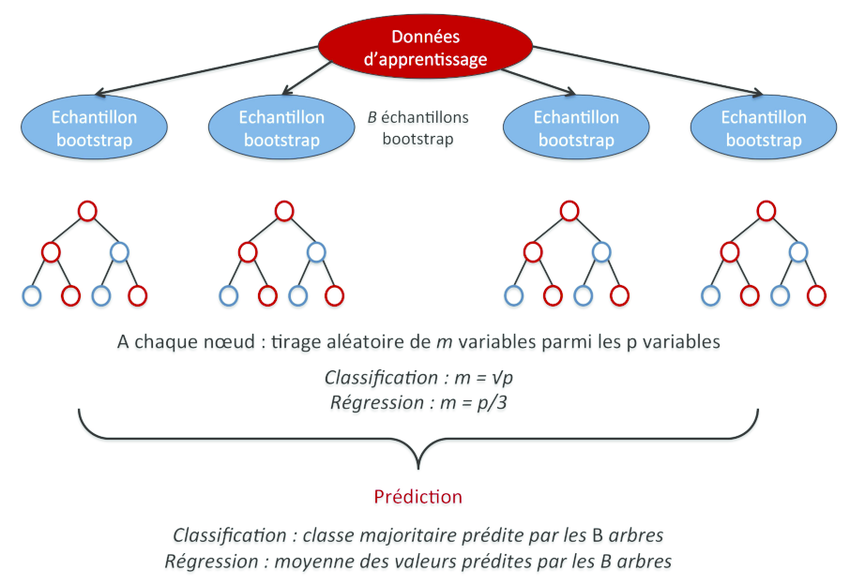 Données
d'apprentissage
Echantillon
bootstrap
Echantillon
bootstrap
B échantillons
bootstrap
Echantillon
bootstrap
Echantillon
bootstrap
A chaque nœud : tirage aléatoire de m variables parmi les p variables
Classification : m = √p
Régression : m = p/3
Prédiction
Classification : classe majoritaire prédite par les B arbres
Régression : moyenne des valeurs prédites par les B arbres